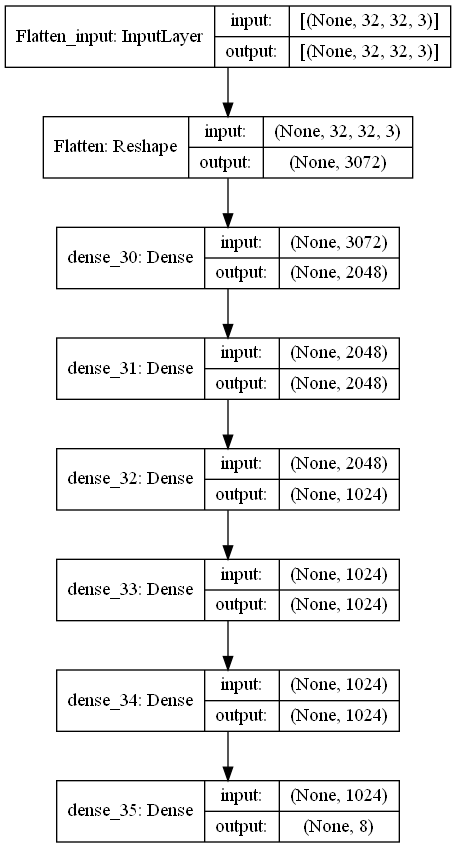 Flatten_input: InputLayer
input: [(None, 32, 32, 3)]
output: [(None, 32, 32, 3)]
Flatten: Reshape
input: (None, 32, 32, 3)
output: (None, 3072)
dense_30: Dense
input: (None, 3072)
output: (None, 2048)
dense_31: Dense
input: (None, 2048)
output: (None, 2048)
dense_32: Dense
input: (None, 2048)
output: (None, 1024)
dense_33: Dense
input: (None, 1024)
output: (None, 1024)
dense_34: Dense
input: (None, 1024)
output: (None, 1024)
dense_35: Dense
input: (None, 1024)
output: (None, 8)